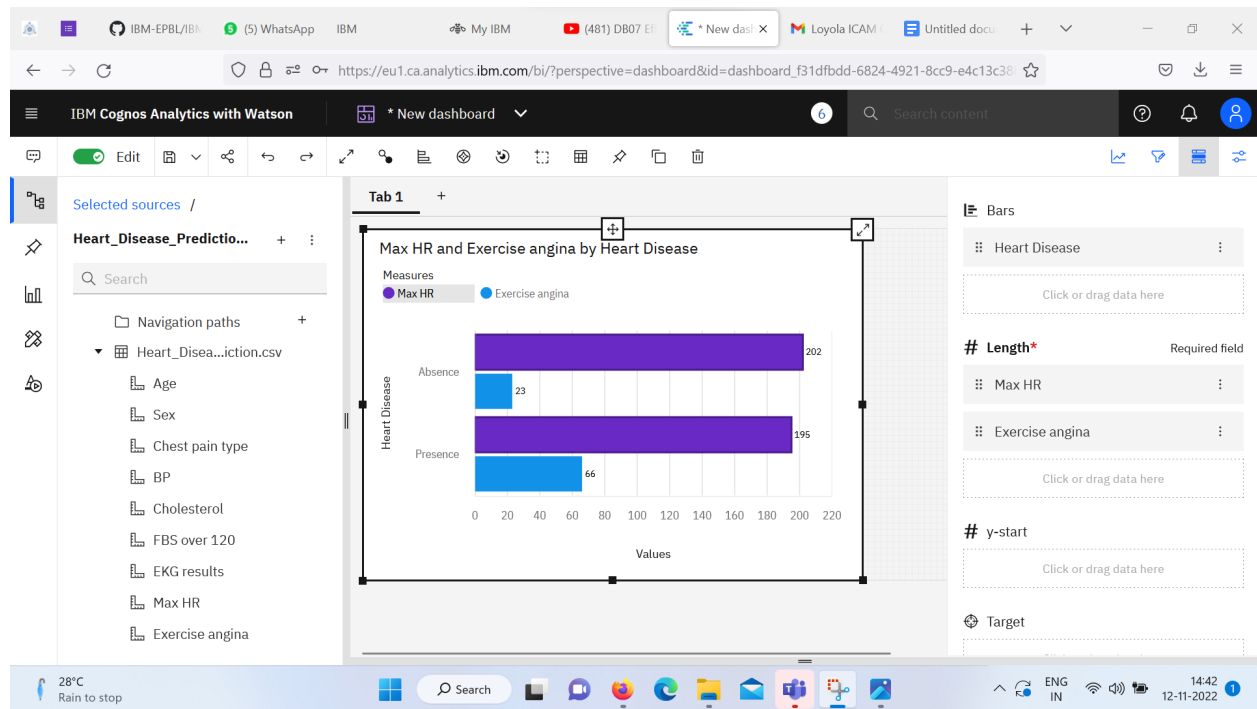 IBM-EPBL/IBM
(5) WhatsApp
IBM
My IBM
(481) DB07 Ef
* New dash
Loyola ICAM
Untitled docu
https://eu1.ca.analytics.ibm.com/bi/?perspective=dashboard&id=dashboard_f31dfbdd-6824-4921-8cc9-e4c13c38
IBM Cognos Analytics with Watson
* New dashboard
6
Search content
Edit
Selected sources /
Heart_Disease_Predictio...
Search
Navigation paths
Heart_Disea...iction.csv
Age
Sex
Chest pain type
BP
Cholesterol
FBS over 120
EKG results
Max HR
Exercise angina
Tab 1
Max HR and Exercise angina by Heart Disease
Measures
Max HR
Exercise angina
Heart Disease
Absence
202
23
Presence
195
66
0 20 40 60 80 100 120 140 160 180 200 220
Values
Bars
Heart Disease
Click or drag data here
# Length* Required field
Max HR
Exercise angina
Click or drag data here
# y-start
Click or drag data here
Target
28°C
Rain to stop
Search
ENG
IN
14:42
12-11-2022
1